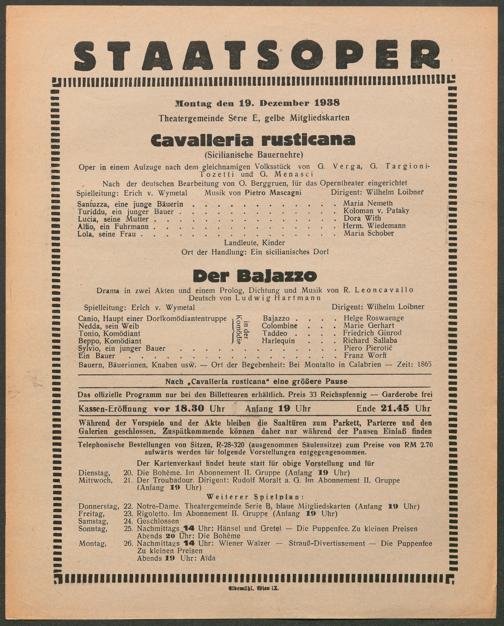 STAATSOPER
Montag den 19. Dezember 1938
Theatergemeinde Serie E, gelbe Mitgliedskarten
Cavalleria rusticana
(Sicilianische Bauernehre)
Oper in einem Aufzuge nach dem gleichnamigen Volksstück von G. Verga, G. Targioni-
Tozetti und G. Menasci
Nach der deutschen Bearbeitung von O. Berggruen, für das Operntheater eingerichtet
Spielleitung: Erich v. Wymetal Musik von Pietro Mascagni Dirigent: Wilhelm Loibner
Santuzza, eine junge Bäuerin . . . . . . . . . . Maria Nemeth
Turiddu, ein junger Bauer . . . . . . . . . . Koloman v. Pataky
Lucia, seine Mutter . . . . . . . . . . Dora With
Alfio, ein Fuhrmann . . . . . . . . . . Herm. Wiedemann
Lola, seine Frau . . . . . . . . . . Maria Schober
Landleute, Kinder
Ort der Handlung: Ein sicilianisches Dorf
Der Bajazzo
Drama in zwei Akten und einem Prolog, Dichtung und Musik von R. Leoncavallo
Deutsch von Ludwig Hartmann
Spielleitung: Erich v. Wymetal Dirigent: Wilhelm Loibner
Canio, Haupt einer Dorfkomödiantentruppe in der Komödie Bajazzo . . . . Helge Roswaenge
Nedda, sein Weib Colombine . . . . Marie Gerhart
Tonio, Komödiant Taddeo . . . . Friedrich Ginrod
Beppo, Komödiant Harlequin . . . . Richard Sallaba
Sylvio, ein junger Bauer . . . . . . . . . . Piero Pierotič
Ein Bauer . . . . . . . . . . Franz Worff
Bauern, Bäuerinnen, Knaben usw. — Ort der Begebenheit: Bei Montalto in Calabrien — Zeit: 1865
Nach „Cavalleria rusticana" eine größere Pause
Das offizielle Programm nur bei den Billetteuren erhältlich. Preis 33 Reichspfennig — Garderobe frei
Kassen-Eröffnung vor 18.30 Uhr Anfang 19 Uhr Ende 21.45 Uhr
Während der Vorspiele und der Akte bleiben die Saaltüren zum Parkett, Parterre und den
Galerien geschlossen. Zuspätkommende können daher nur während der Pausen Einlaß finden
Telephonische Bestellungen von Sitzen, R-28-320 (ausgenommen Säulensitze) zum Preise von RM 2.70
aufwärts werden für folgende Vorstellungen entgegengenommen.
Der Kartenverkauf findet heute statt für obige Vorstellung und für
Dienstag, 20. Die Bohème. Im Abonnement II. Gruppe (Anfang 19 Uhr)
Mittwoch, 21. Der Troubadour. Dirigent: Rudolf Moralt a. G. Im Abonnement II. Gruppe
(Anfang 19 Uhr)
Weiterer Spielplan:
Donnerstag, 22. Notre-Dame. Theatergemeinde Serie B, blaue Mitgliedskarten (Anfang 19 Uhr)
Freitag, 23. Rigoletto. Im Abonnement II. Gruppe (Anfang 19 Uhr)
Samstag, 24. Geschlossen
Sonntag, 25. Nachmittags 14 Uhr: Hänsel und Gretel — Die Puppenfee. Zu kleinen Preisen
Abends 20 Uhr: Die Bohème
Montag, 26. Nachmittags 14 Uhr: Wiener Walzer — Strauß-Divertissement — Die Puppenfee
Zu kleinen Preisen
Abends 19 Uhr: Aïda
Elbemühl, Wien IX.